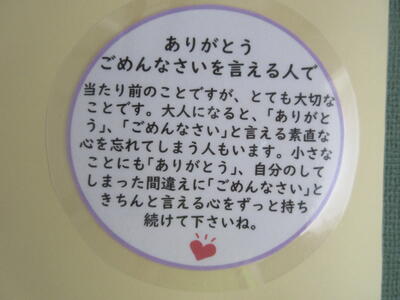 ありがとう
ごめんなさいを言える人で
当たり前のことですが、とても大切な
ことです。大人になると、「ありがと
う」、「ごめんなさい」と言える素直な
心を忘れてしまう人もいます。小さな
ことにも「ありがとう」、自分のして
しまった間違えに「ごめんなさい」と
きちんと言える心をずっと持ち
続けて下さいね。